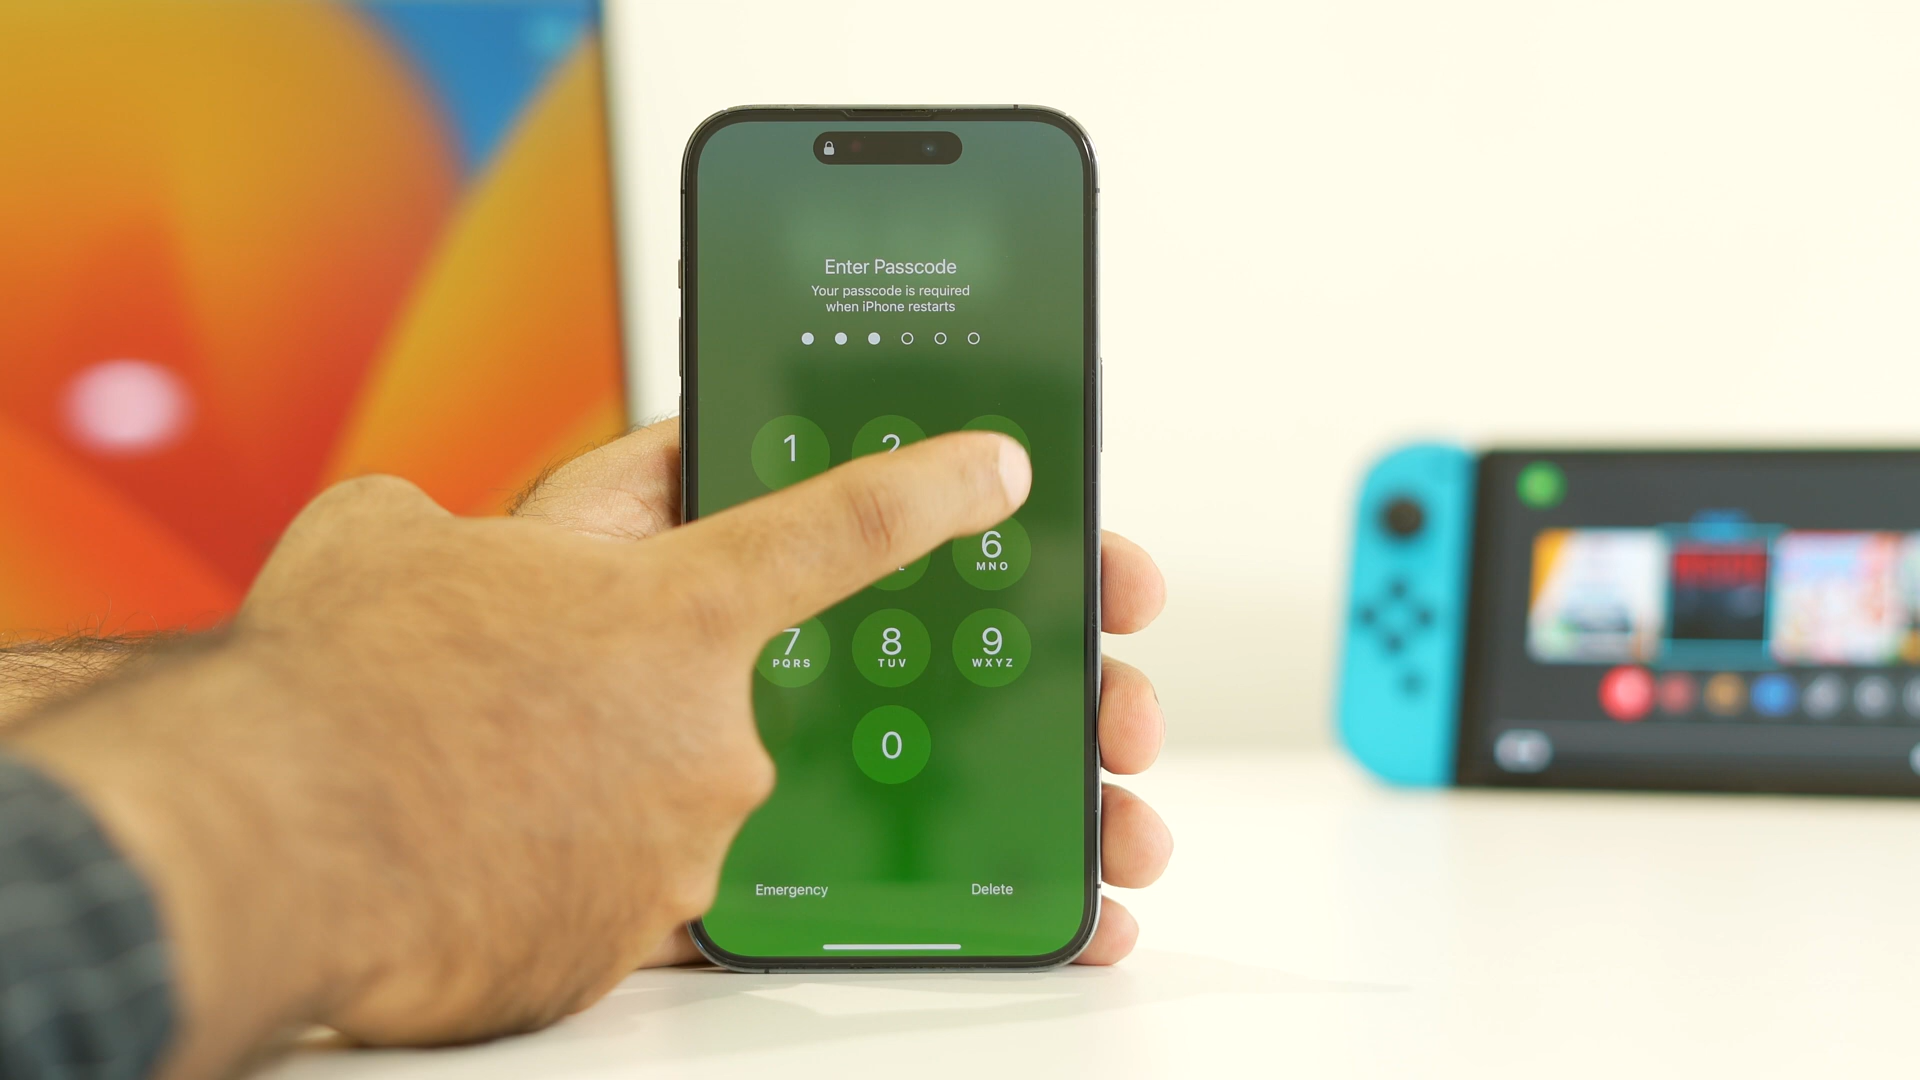 Enter Passcode
Your passcode is required
when iPhone restarts
1 2
6
MNO
7 8 9
PQRS TUV WXYZ
0
Emergency Delete